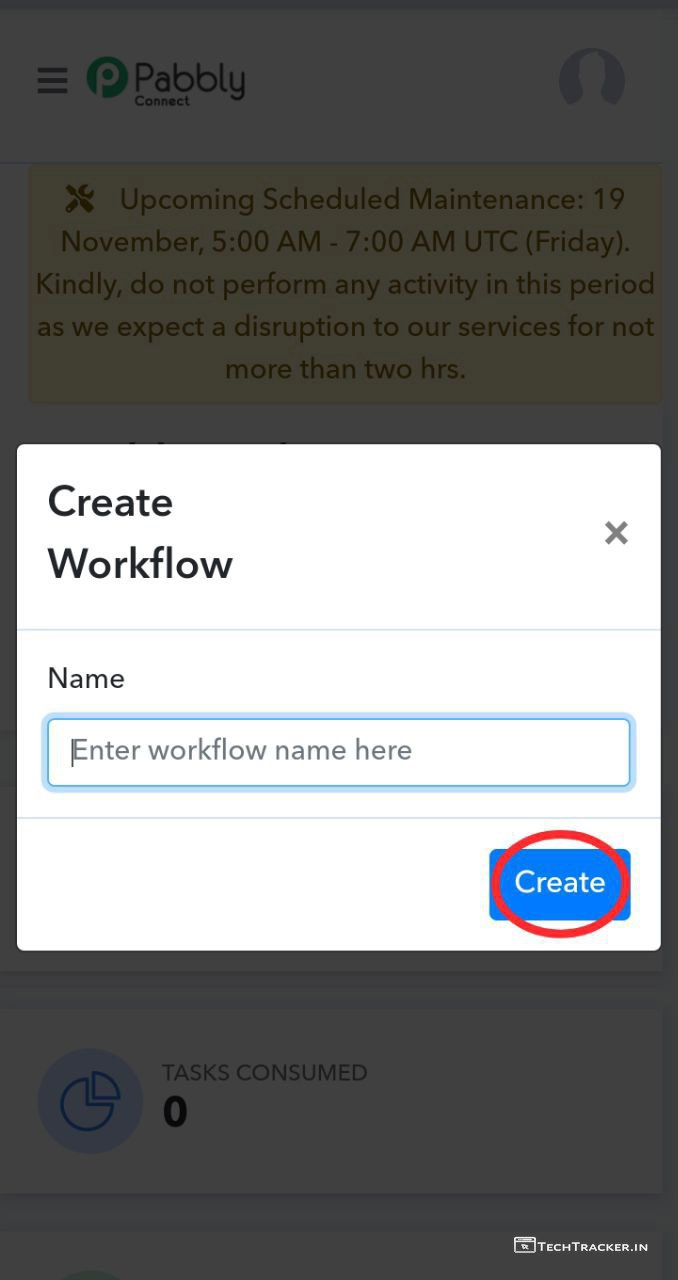 Pabbly
Connect
Upcoming Scheduled Maintenance: 19
November, 5:00 AM - 7:00 AM UTC (Friday).
Kindly, do not perform any activity in this period
as we expect a disruption to our services for not
more than two hrs.
Create
Workflow
×
Name
Enter workflow name here
Create
TASKS CONSUMED
0
TECHTRACKER.IN